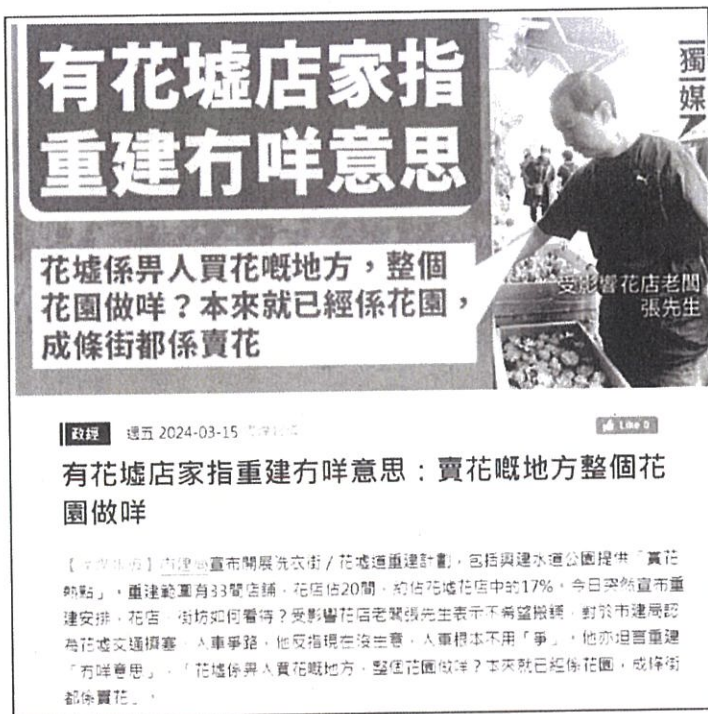 有花墟店家指
重建冇咩意思
獨媒
花墟係畀人買花嘅地方，整個
花園做咩？本來就已經係花園，
成條街都係賣花
受影響花店老闆
張先生
政經 週五 2024-03-15
Like 0
有花墟店家指重建冇咩意思：賣花嘅地方整個花
園做咩
宣布開展洗衣街／花墟道重建計劃，包括興建水道公園提供「賞花
熱點」。重建範圍有33間店舖，花店佔20間，約佔花墟花店中的17%。今日突然宣布重
建安排，花店、街坊如何看待？受影響花店老闆張先生表示不希望搬舖，對於市建局認
為花墟交通擠塞、人車爭路，他反指現在沒生意，人車根本不用「爭」。他亦坦言重建
「冇咩意思」，「花墟係畀人買花嘅地方，整個花園做咩？本來就已經係花園，成條街
都係賣花」。